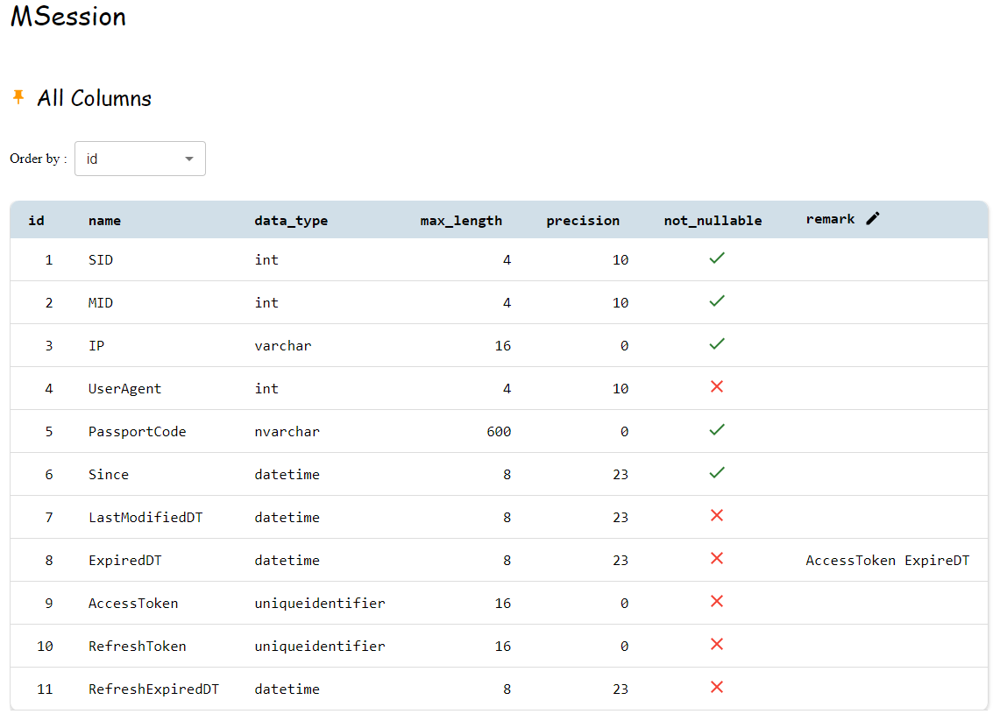 MSession
All Columns
Order by : id
id name data_type max_length precision not_nullable remark
1 SID int 4 10
2 MID int 4 10
3 IP varchar 16 0
4 UserAgent int 4 10
5 PassportCode nvarchar 600 0
6 Since datetime 8 23
7 LastModifiedDT datetime 8 23
8 ExpiredDT datetime 8 23 AccessToken ExpireDT
9 AccessToken uniqueidentifier 16 0
10 RefreshToken uniqueidentifier 16 0
11 RefreshExpiredDT datetime 8 23